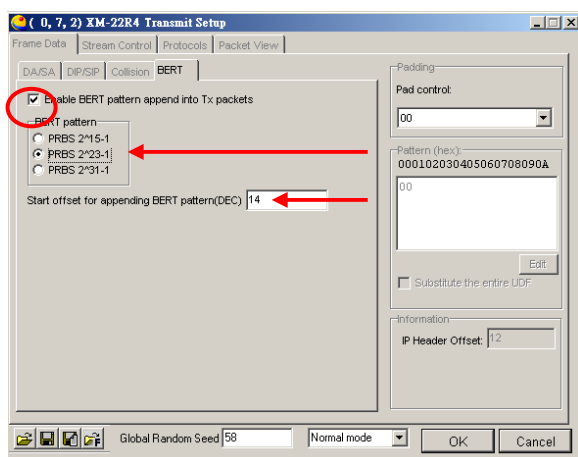 ( 0, 7, 2) XM-22R4 Transmit Setup
Frame Data Stream Control Protocols Packet View
DA/SA DIP/SIP Collision BERT
Enable BERT pattern append into Tx packets
BERT pattern
PRBS 2^15-1
PRBS 2^23-1
PRBS 2^31-1
Start offset for appending BERT pattern(DEC) 14
Padding
Pad control:
00
Pattern (hex):
000102030405060708090A
00
Edit
Substitute the entire UDF
Information
IP Header Offset: 12
Global Random Seed 58 Normal mode OK Cancel